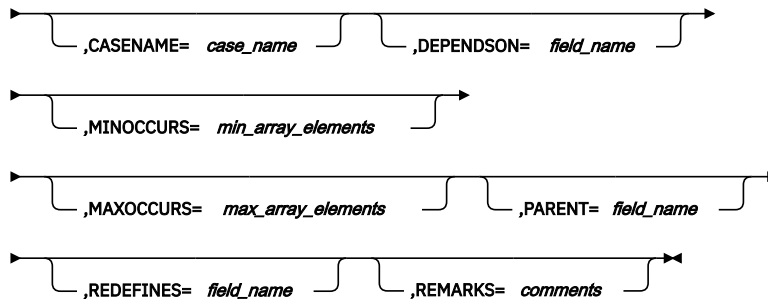 ,CASENAME= case_name ,DEPENDSON= field_name
,MINOCCURS= min_array_elements
,MAXOCCURS= max_array_elements ,PARENT= field_name
,REDEFINES= field_name ,REMARKS= comments